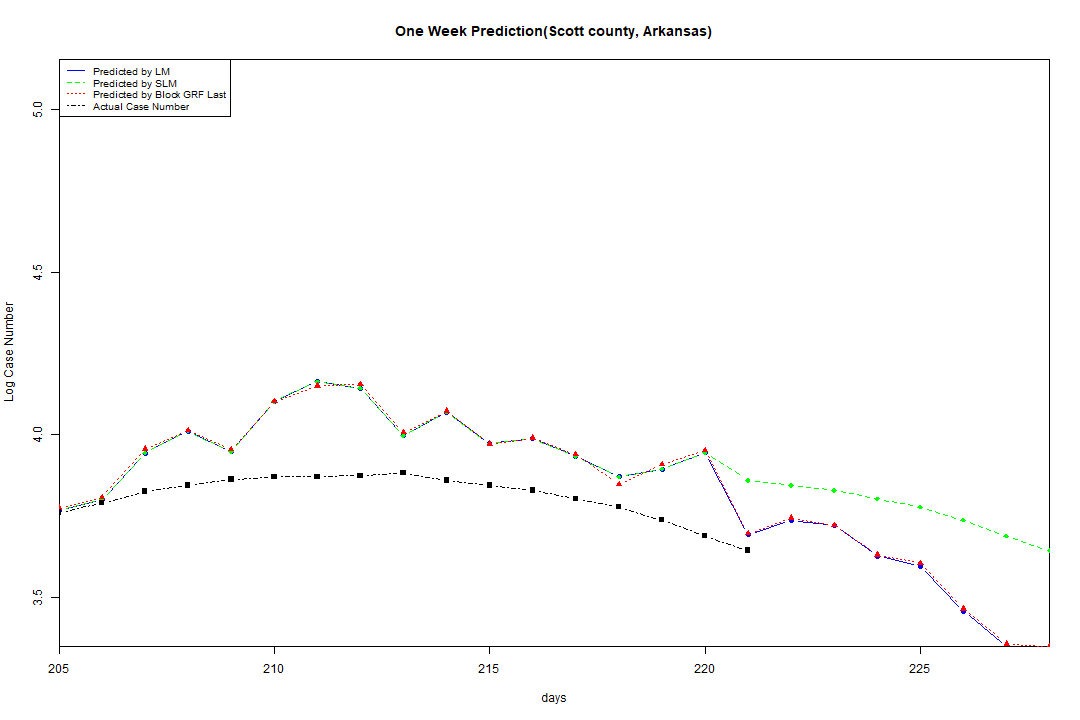 One Week Prediction(Scott county, Arkansas)
Predicted by LM
Predicted by SLM
Predicted by Block GRF Last
Actual Case Number
5.0
4.5
4.0
3.5
Log Case Number
205 210 215 220 225
days